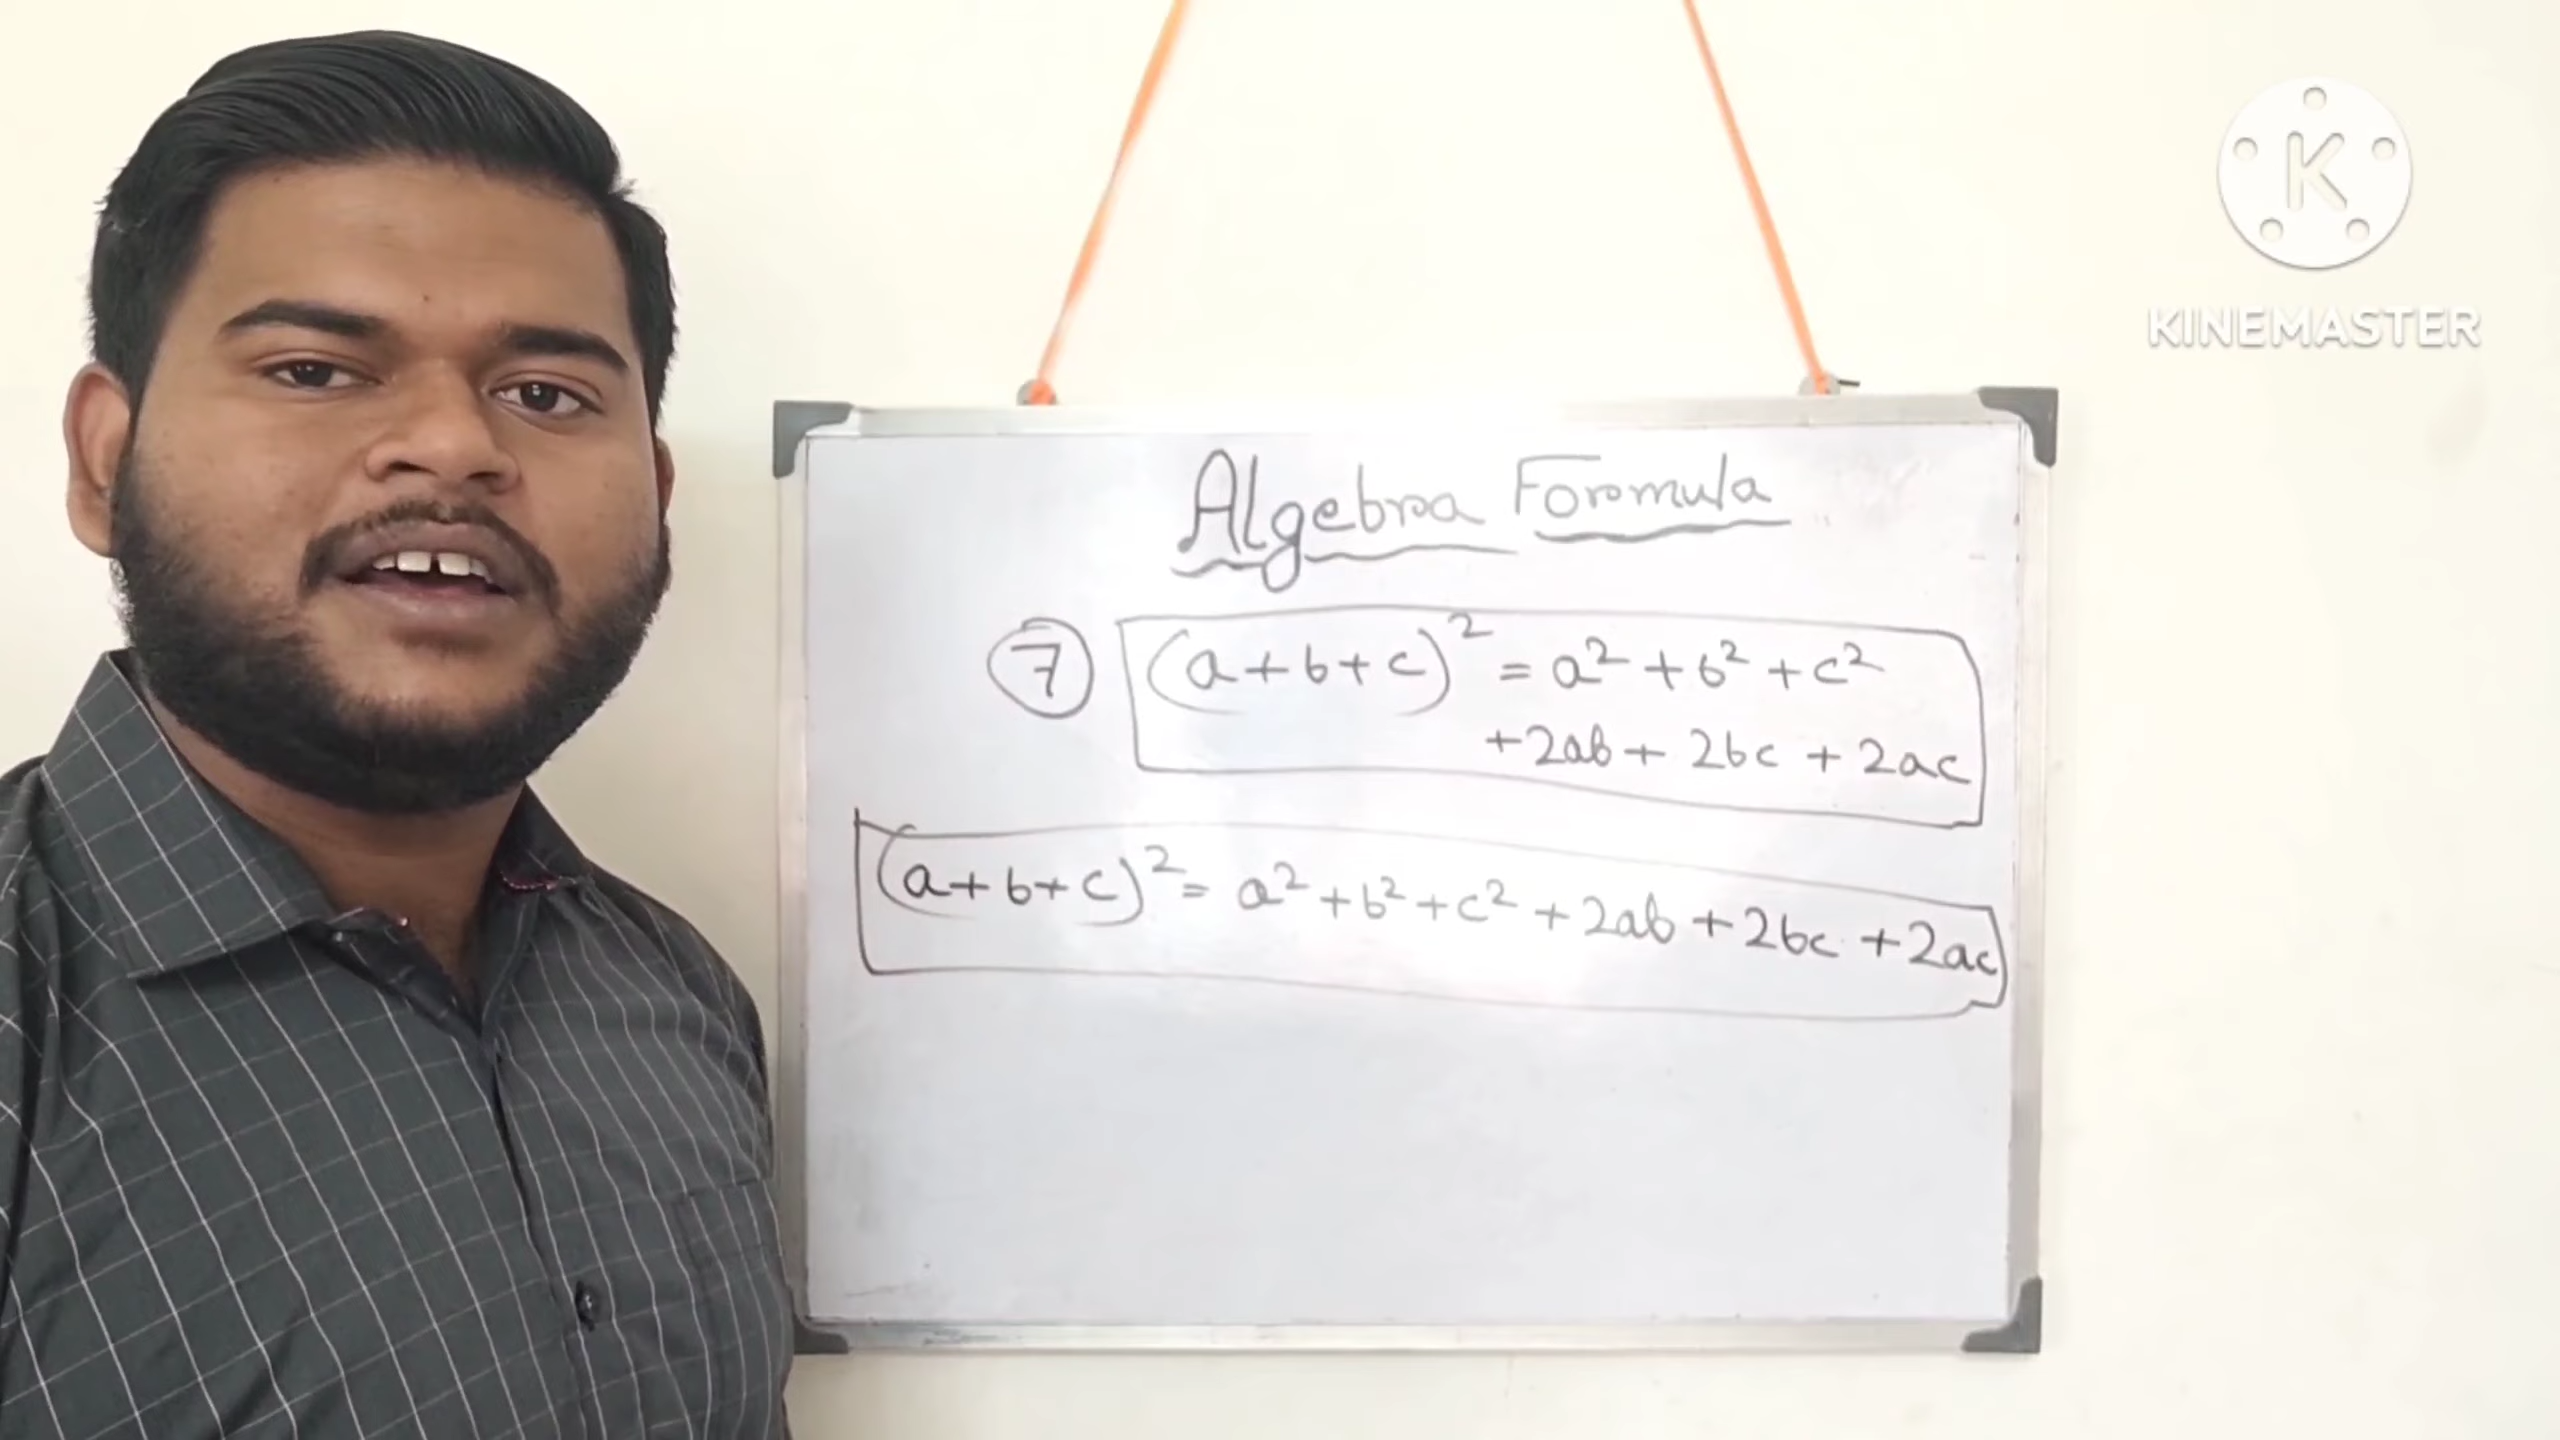 K
KINEMASTER
Algebra Formula
7 (a+b+c)² = a² + b² + c²
+2ab + 2bc + 2ac
(a+b+c)² = a² + b² + c² + 2ab + 2bc + 2ac